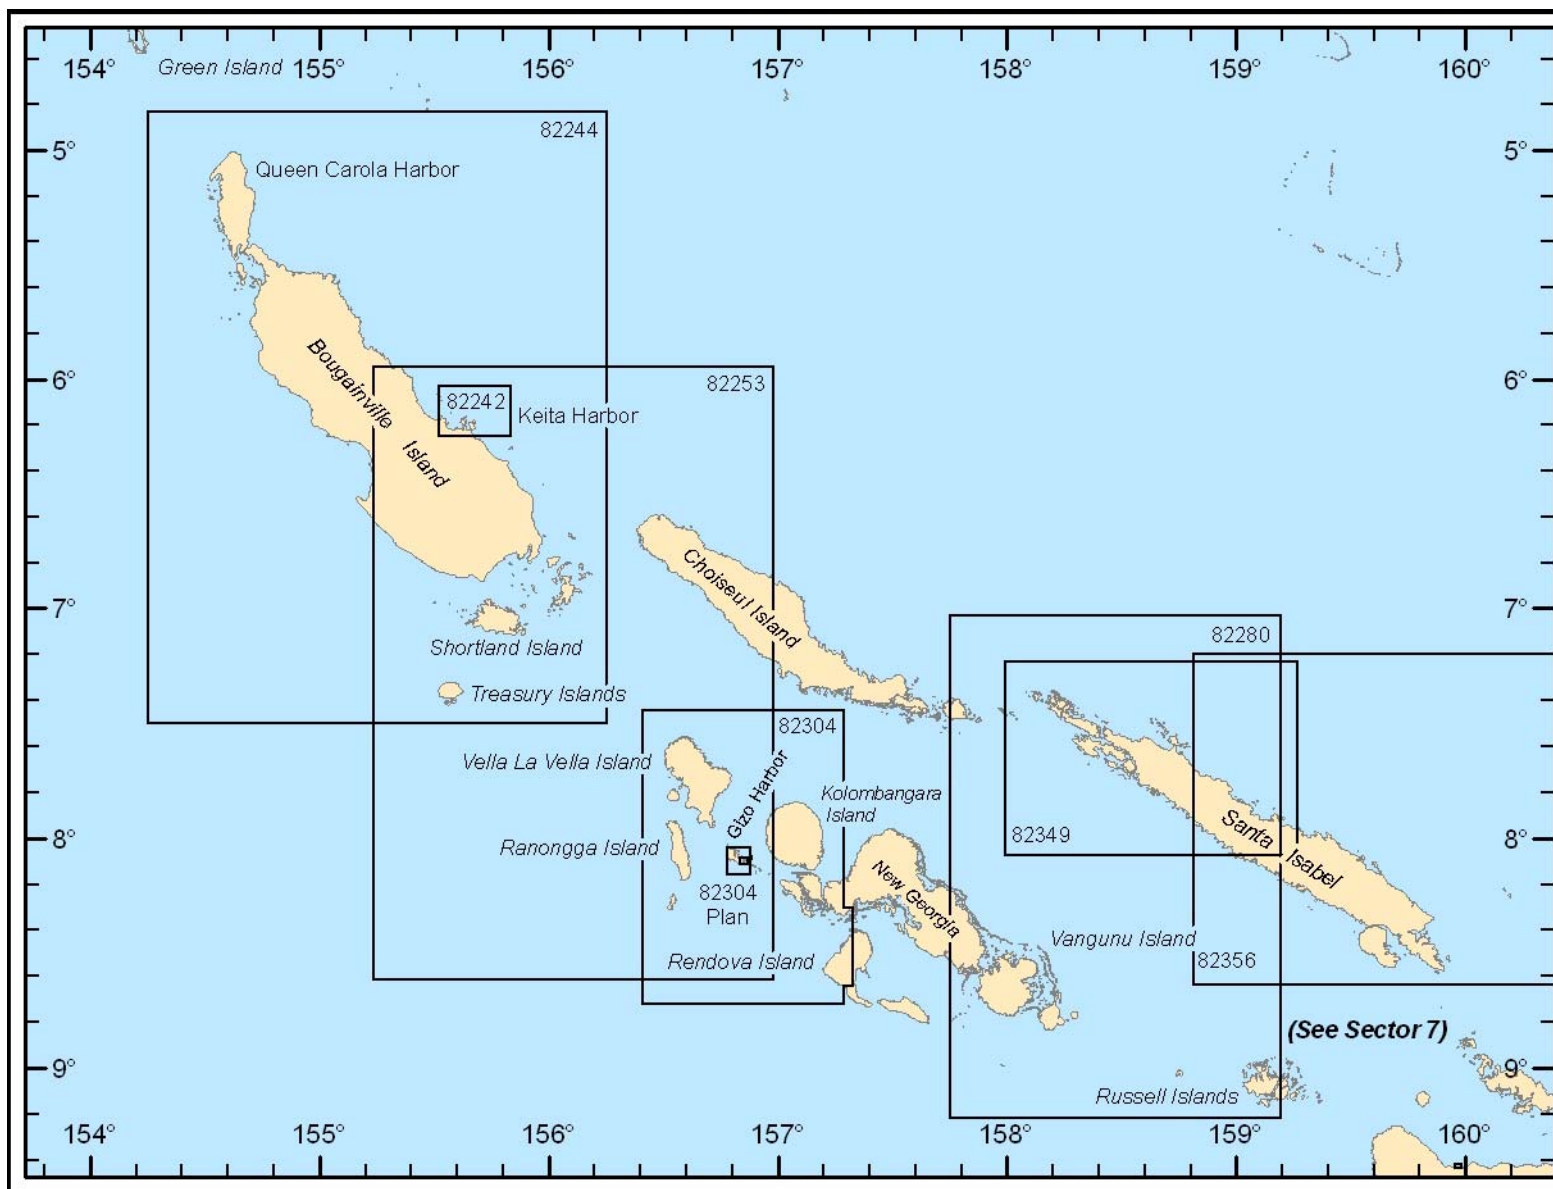 Green Island
154° 155° 156° 157° 158° 159° 160°
82244
5° 5°
Queen Carola Harbor
6° 6°
82253
82242
Keita Harbor
Bougainville
Island
Choiseul Island
7° 7°
82280
Shortland Island
Treasury Islands
82304
Vella La Vella Island
Gizo Harbor
Kolombangara
Island
82349
Santa Isabel
8° 8°
Ranongga Island
82304
Plan
New Georgia
Vangunu Island
Rendova Island
82356
(See Sector 7)
9° 9°
Russell Islands
154° 155° 156° 157° 158° 159° 160°